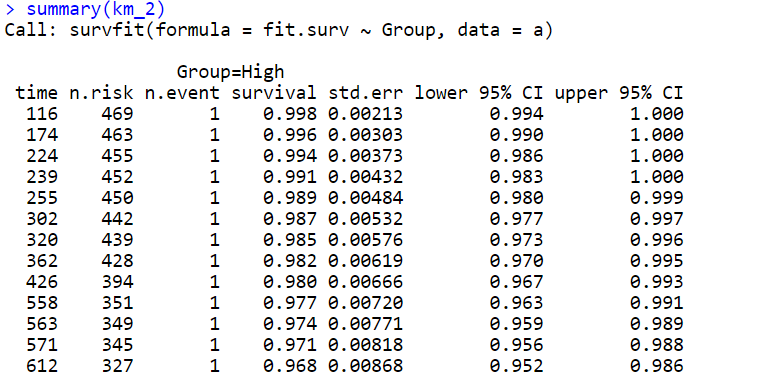 > summary(km_2)
Call: survfit(formula = fit.surv ~ Group, data = a)
Group=High
time n.risk n.event survival std.err lower 95% CI upper 95% CI
116 469 1 0.998 0.00213 0.994 1.000
174 463 1 0.996 0.00303 0.990 1.000
224 455 1 0.994 0.00373 0.986 1.000
239 452 1 0.991 0.00432 0.983 1.000
255 450 1 0.989 0.00484 0.980 0.999
302 442 1 0.987 0.00532 0.977 0.997
320 439 1 0.985 0.00576 0.973 0.996
362 428 1 0.982 0.00619 0.970 0.995
426 394 1 0.980 0.00666 0.967 0.993
558 351 1 0.977 0.00720 0.963 0.991
563 349 1 0.974 0.00771 0.959 0.989
571 345 1 0.971 0.00818 0.956 0.988
612 327 1 0.968 0.00868 0.952 0.986